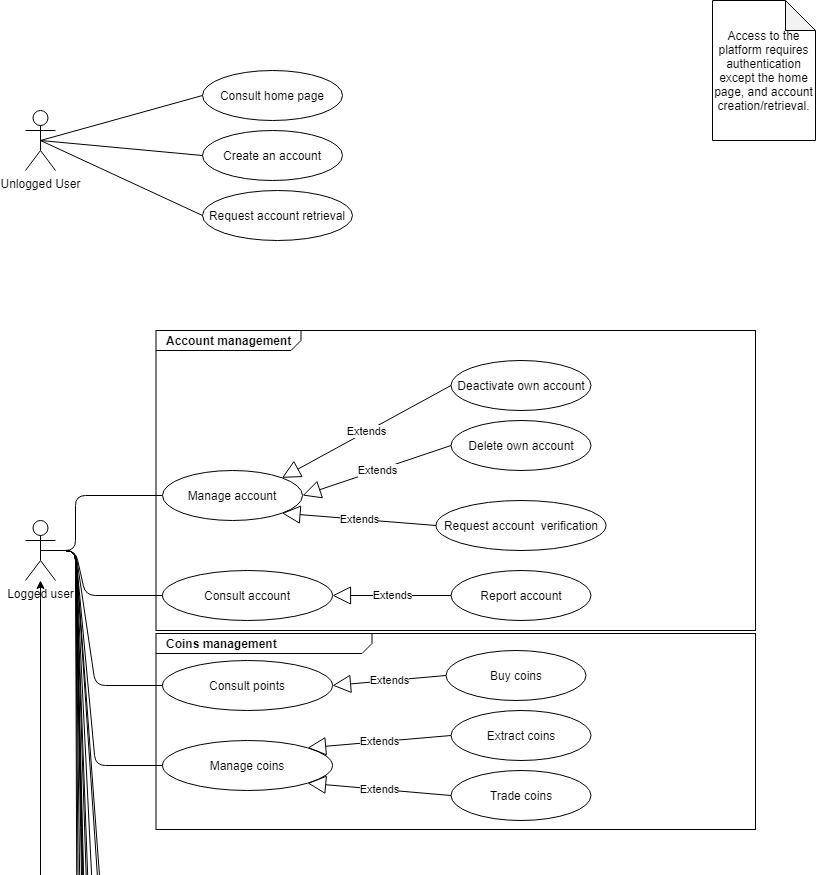 Access to the
platform requires
authentication
except the home
page, and account
creation/retrieval.
Consult home page
Create an account
Unlogged User
Request account retrieval
Account management
Deactivate own account
Extends
Delete own account
Extends
Manage account
Extends
Request account verification
Logged user
Consult account
Extends
Report account
Coins management
Consult points
Extends
Buy coins
Extends
Extract coins
Manage coins
Extends
Trade coins